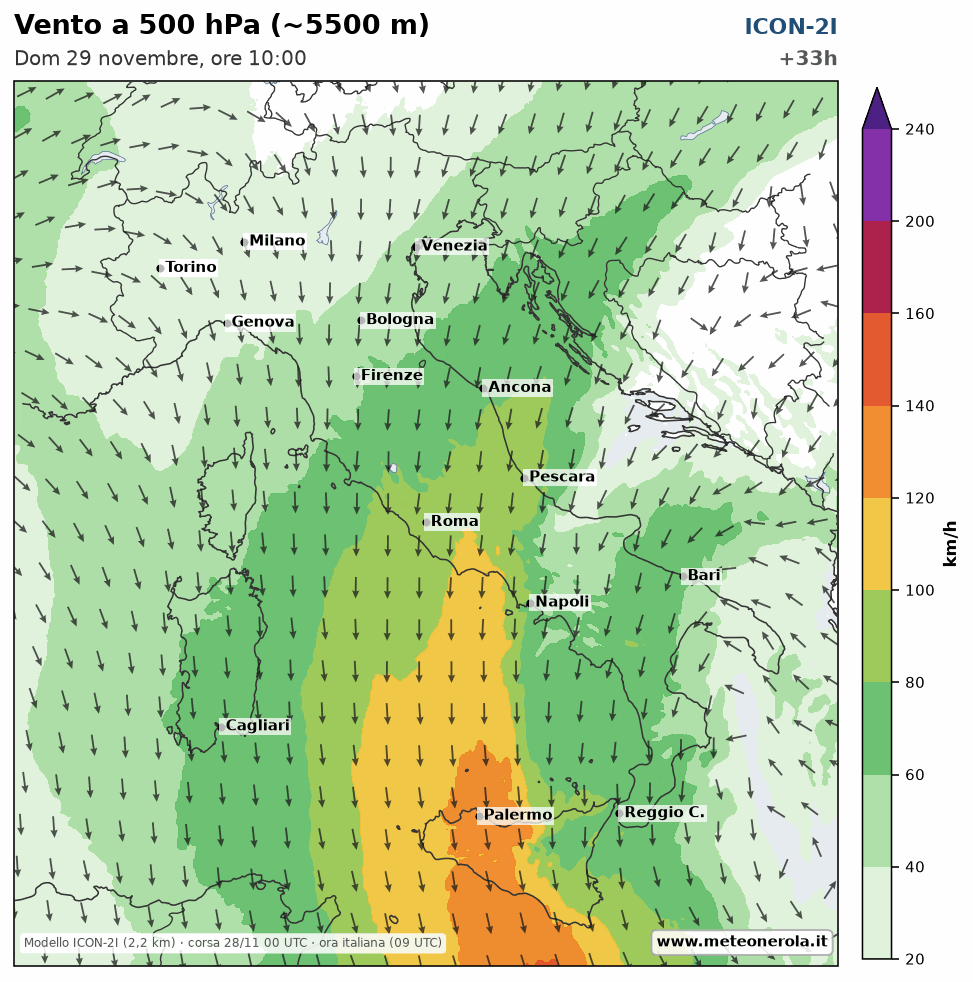 Vento a 500 hPa (~5500 m)
ICON-2I
Dom 29 novembre, ore 10:00
+33h
Milano
Venezia
Torino
Genova
Bologna
Firenze
Ancona
Pescara
Roma
Bari
Napoli
Cagliari
Palermo
Reggio C.
240
200
160
140
120
100
80
60
40
20
km/h
Modello ICON-2I (2,2 km) · corsa 28/11 00 UTC · ora italiana (09 UTC)
www.meteonerola.it